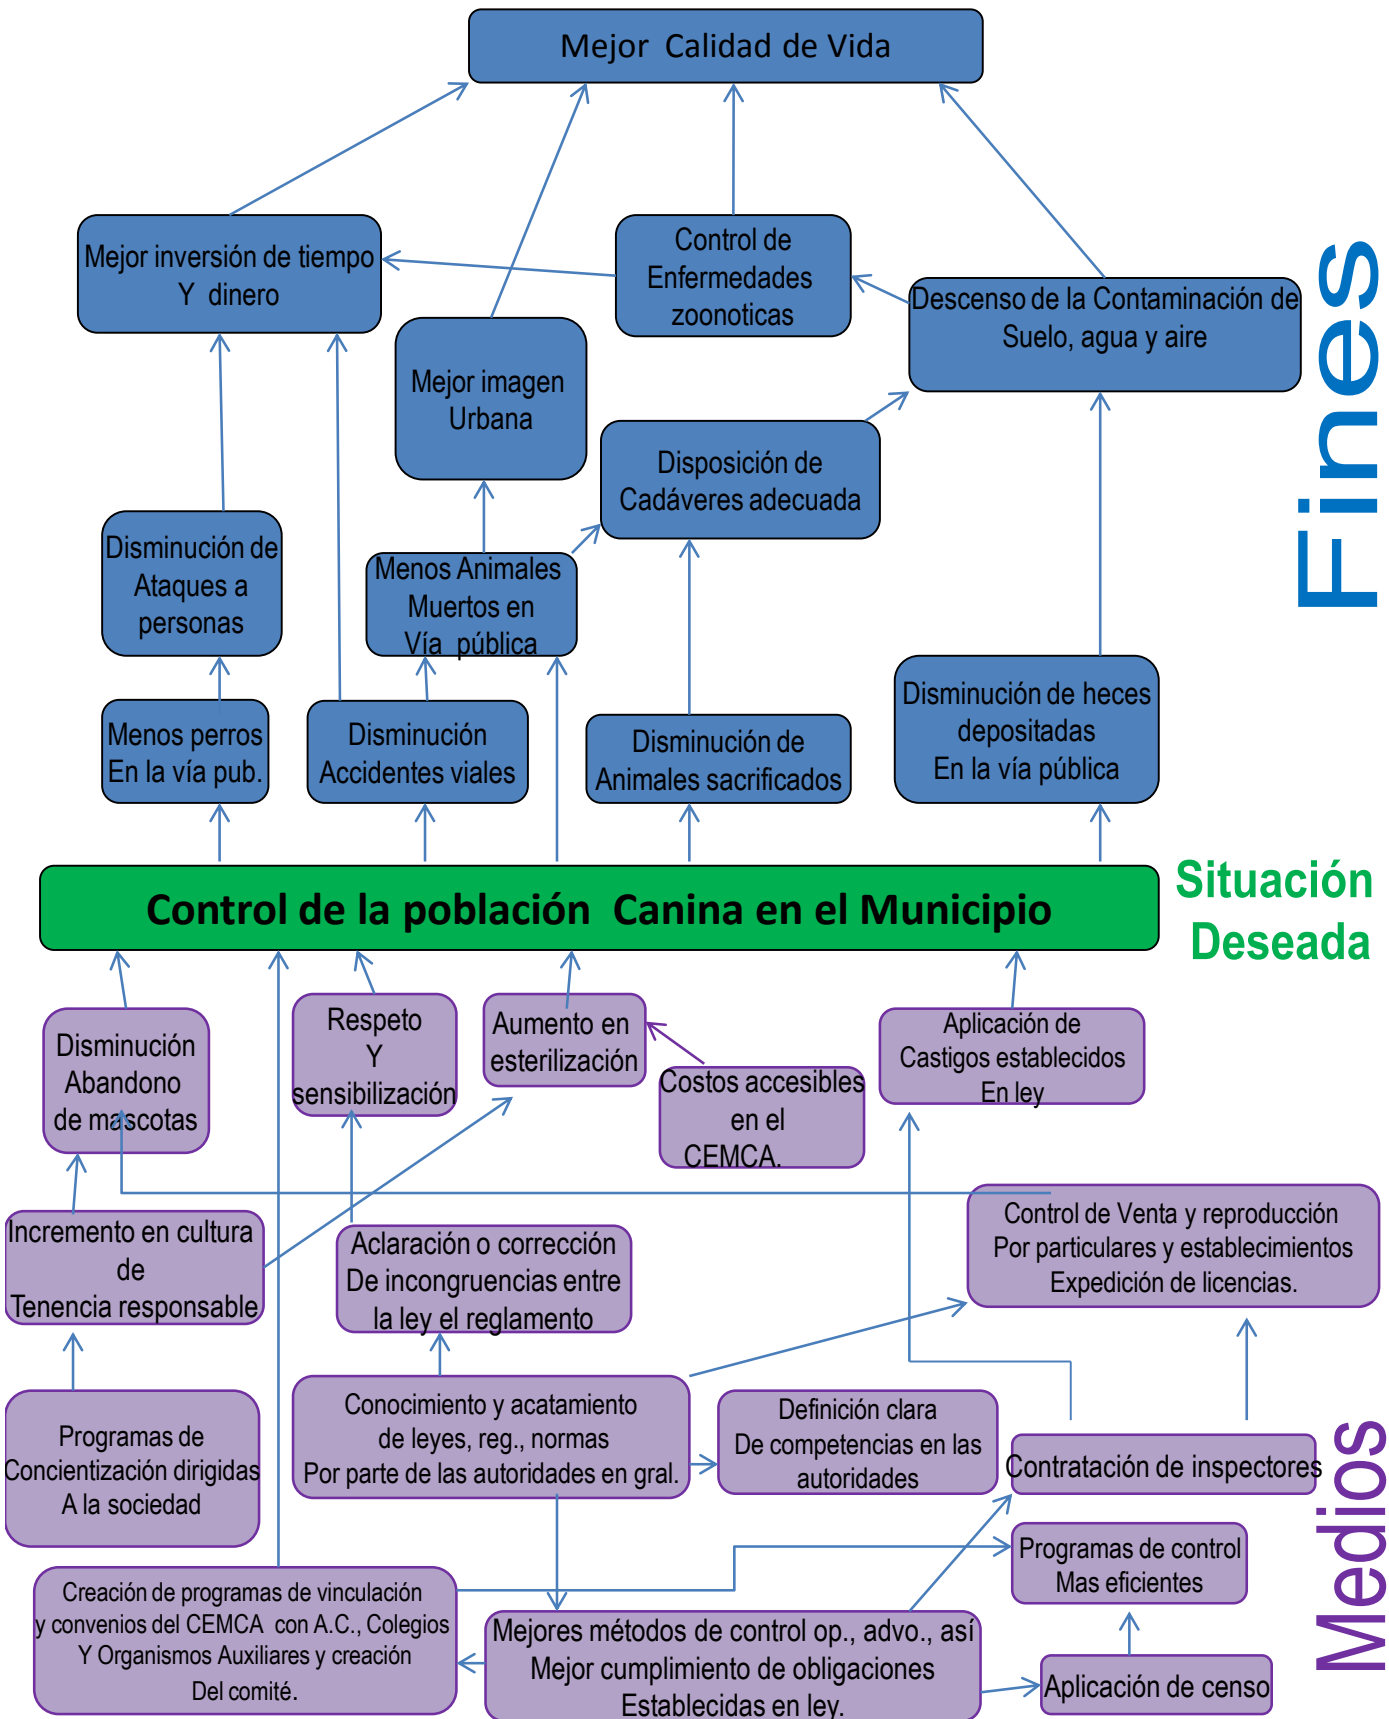 Mejor Calidad de Vida
Mejor inversión de tiempo
Y dinero
Control de
Enfermedades
zoonoticas
Descenso de la Contaminación de
Suelo, agua y aire
Fines
Mejor imagen
Urbana
Disposición de
Cadáveres adecuada
Disminución de
Ataques a
personas
Menos Animales
Muertos en
Vía pública
Menos perros
En la vía pub.
Disminución
Accidentes viales
Disminución de
Animales sacrificados
Disminución de heces
depositadas
En la vía pública
Control de la población Canina en el Municipio
Situación
Deseada
Disminución
Abandono
de mascotas
Respeto
Y
sensibilización
Aumento en
esterilización
Costos accesibles
en el
CEMCA.
Aplicación de
Castigos establecidos
En ley
Incremento en cultura
de
Tenencia responsable
Aclaración o corrección
De incongruencias entre
la ley el reglamento
Control de Venta y reproducción
Por particulares y establecimientos
Expedición de licencias.
Programas de
Concientización dirigidas
A la sociedad
Conocimiento y acatamiento
de leyes, reg., normas
Por parte de las autoridades en gral.
Definición clara
De competencias en las
autoridades
Contratación de inspectores
Medios
Programas de control
Mas eficientes
Creación de programas de vinculación
y convenios del CEMCA con A.C., Colegios
Y Organismos Auxiliares y creación
Del comité.
Mejores métodos de control op., advo., así
Mejor cumplimiento de obligaciones
Establecidas en ley.
Aplicación de censo